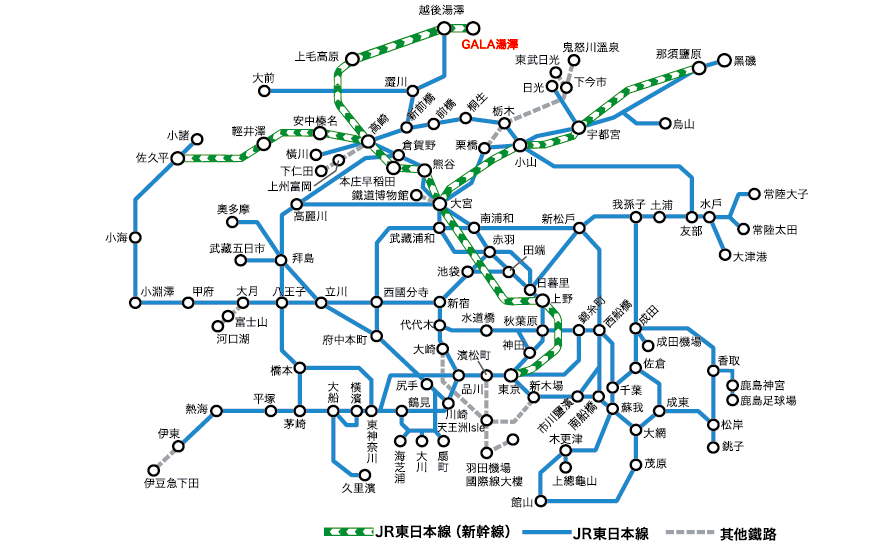 越後湯澤
GALA湯澤
上毛高原
東武日光
鬼怒川溫泉
那須鹽原
黑磯
大前
澀川
日光
下今市
新前橋
前橋
桐生
栃木
宇都宮
烏山
安中榛名
高崎
小諸
輕井澤
佐久平
橫川
倉賀野
栗橋
小山
下仁田
熊谷
上州富岡
本庄早稻田
鐵道博物館
大宮
高麗川
奧多摩
武藏浦和
南浦和
新松戶
我孫子
土浦
水戶
友部
常陸大子
常陸太田
大津港
小海
武藏五日市
拜島
赤羽
田端
池袋
日暮里
上野
小淵澤
甲府
大月
八王子
立川
西國分寺
新宿
富士山
河口湖
府中本町
代代木
水道橋
秋葉原
錦糸町
西船橋
成田
成田機場
神田
大崎
濱松町
橋本
尻手
品川
東京
新木場
佐倉
香取
鹿島神宮
鹿島足球場
千葉
熱海
平塚
茅崎
大船
橫濱
東神奈川
鶴見
川崎
天王洲Isle
市川鹽濱
南船橋
蘇我
成東
松岸
銚子
伊東
伊豆急下田
久里濱
海芝浦
大川
扇町
羽田機場
國際線大樓
木更津
上總龜山
大網
茂原
館山
JR東日本線（新幹線）
JR東日本線
其他鐵路